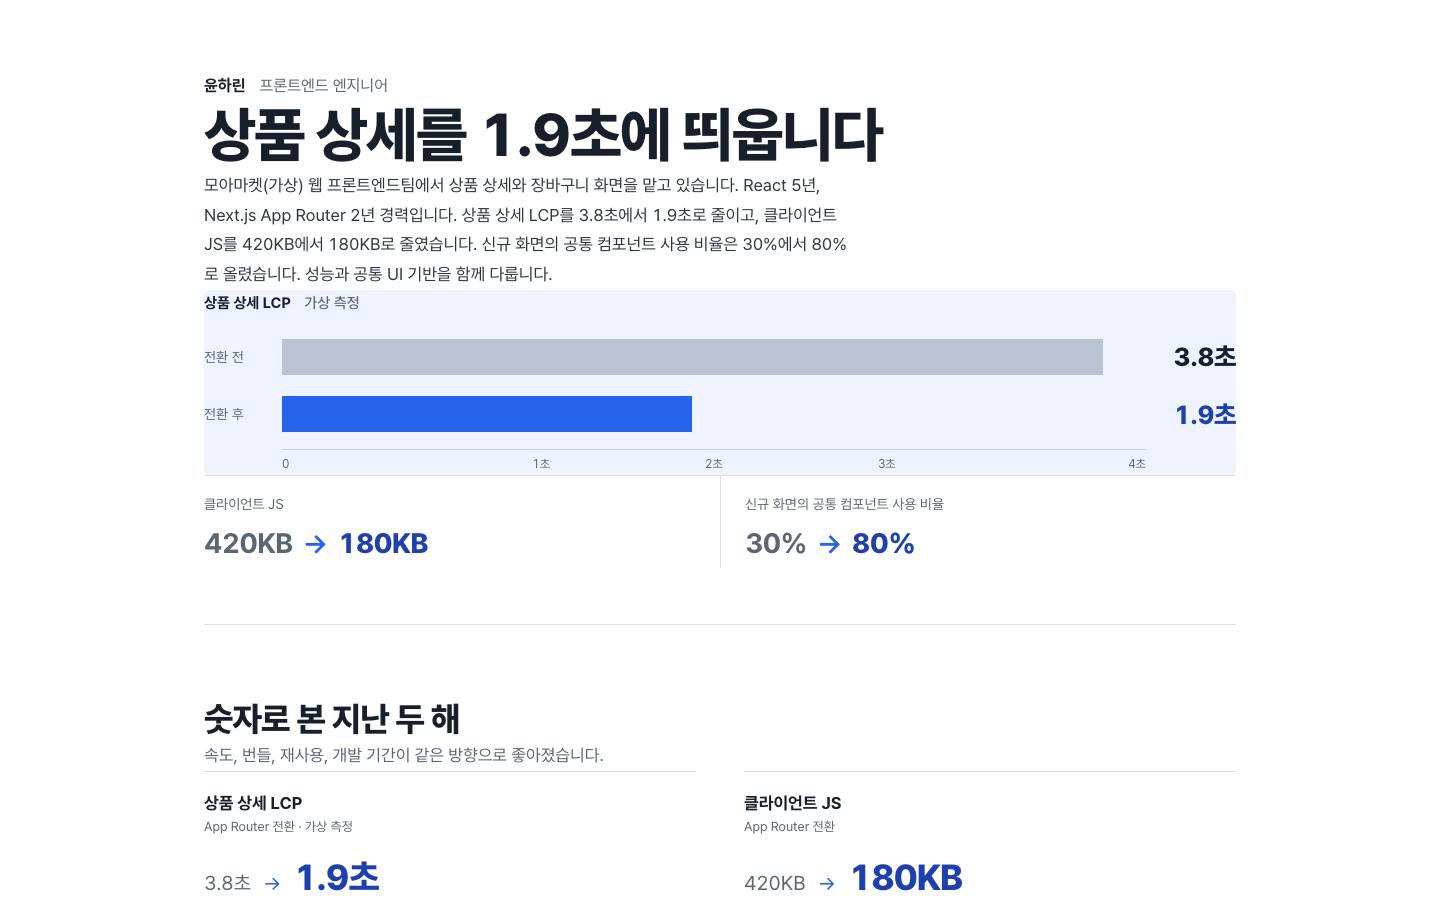 윤하린 프론트엔드 엔지니어
상품 상세를 1.9초에 띄웁니다
모아마켓(가상) 웹 프론트엔드팀에서 상품 상세와 장바구니 화면을 맡고 있습니다. React 5년,
Next.js App Router 2년 경력입니다. 상품 상세 LCP를 3.8초에서 1.9초로 줄이고, 클라이언트
JS를 420KB에서 180KB로 줄였습니다. 신규 화면의 공통 컴포넌트 사용 비율은 30%에서 80%
로 올렸습니다. 성능과 공통 UI 기반을 함께 다룹니다.
상품 상세 LCP 가상 측정
전환 전 3.8초
전환 후 1.9초
0 1초 2초 3초 4초
클라이언트 JS
420KB → 180KB
신규 화면의 공통 컴포넌트 사용 비율
30% → 80%
숫자로 본 지난 두 해
속도, 번들, 재사용, 개발 기간이 같은 방향으로 좋아졌습니다.
상품 상세 LCP
App Router 전환 · 가상 측정
3.8초 → 1.9초
클라이언트 JS
App Router 전환
420KB → 180KB